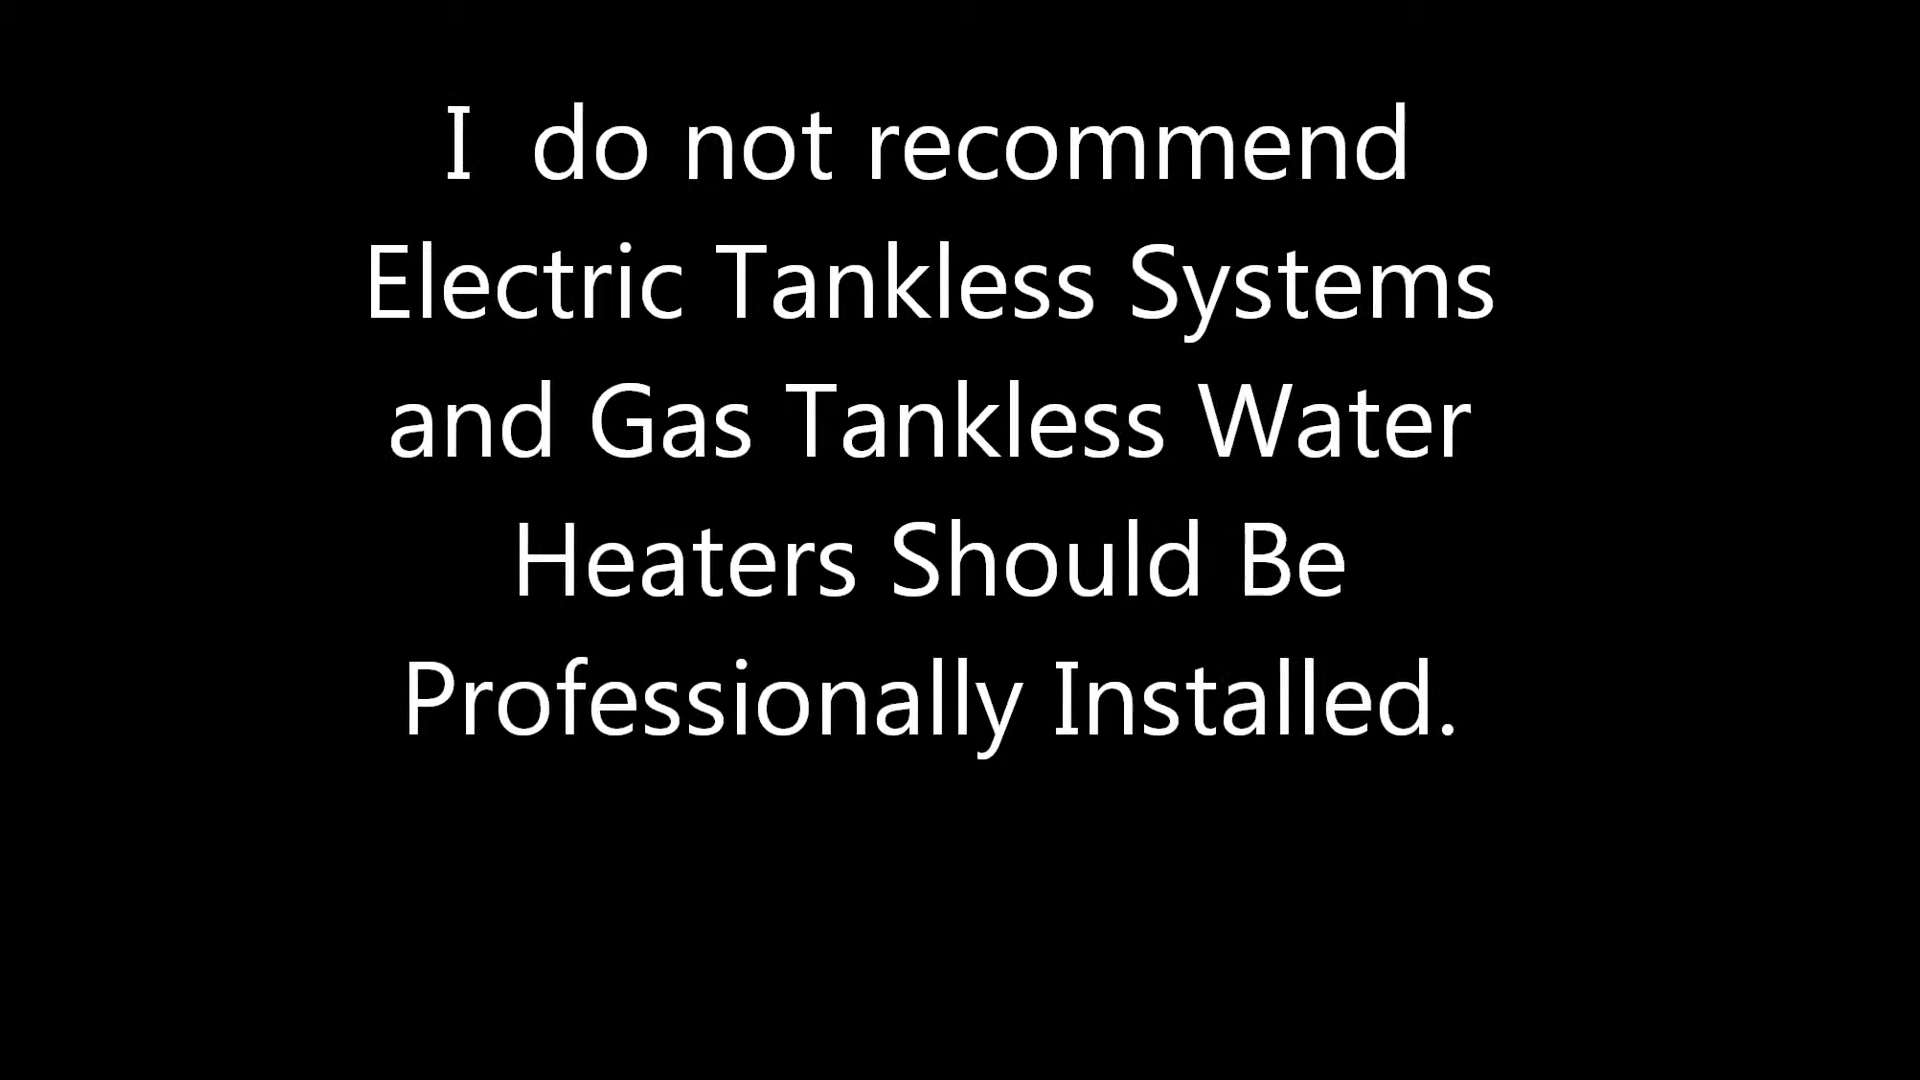 I  do not recommend
Electric Tankless Systems
and Gas Tankless Water
Heaters Should Be
Professionally Installed.